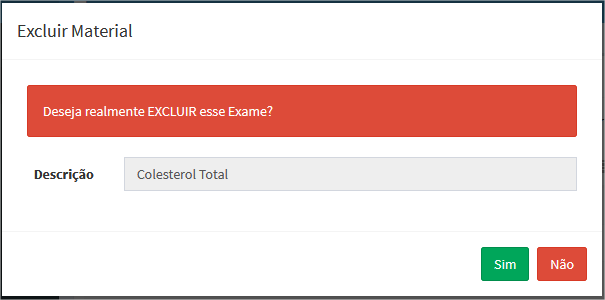 Excluir Material
Deseja realmente EXCLUIR esse Exame?
Descrição
Colesterol Total
Sim
Não